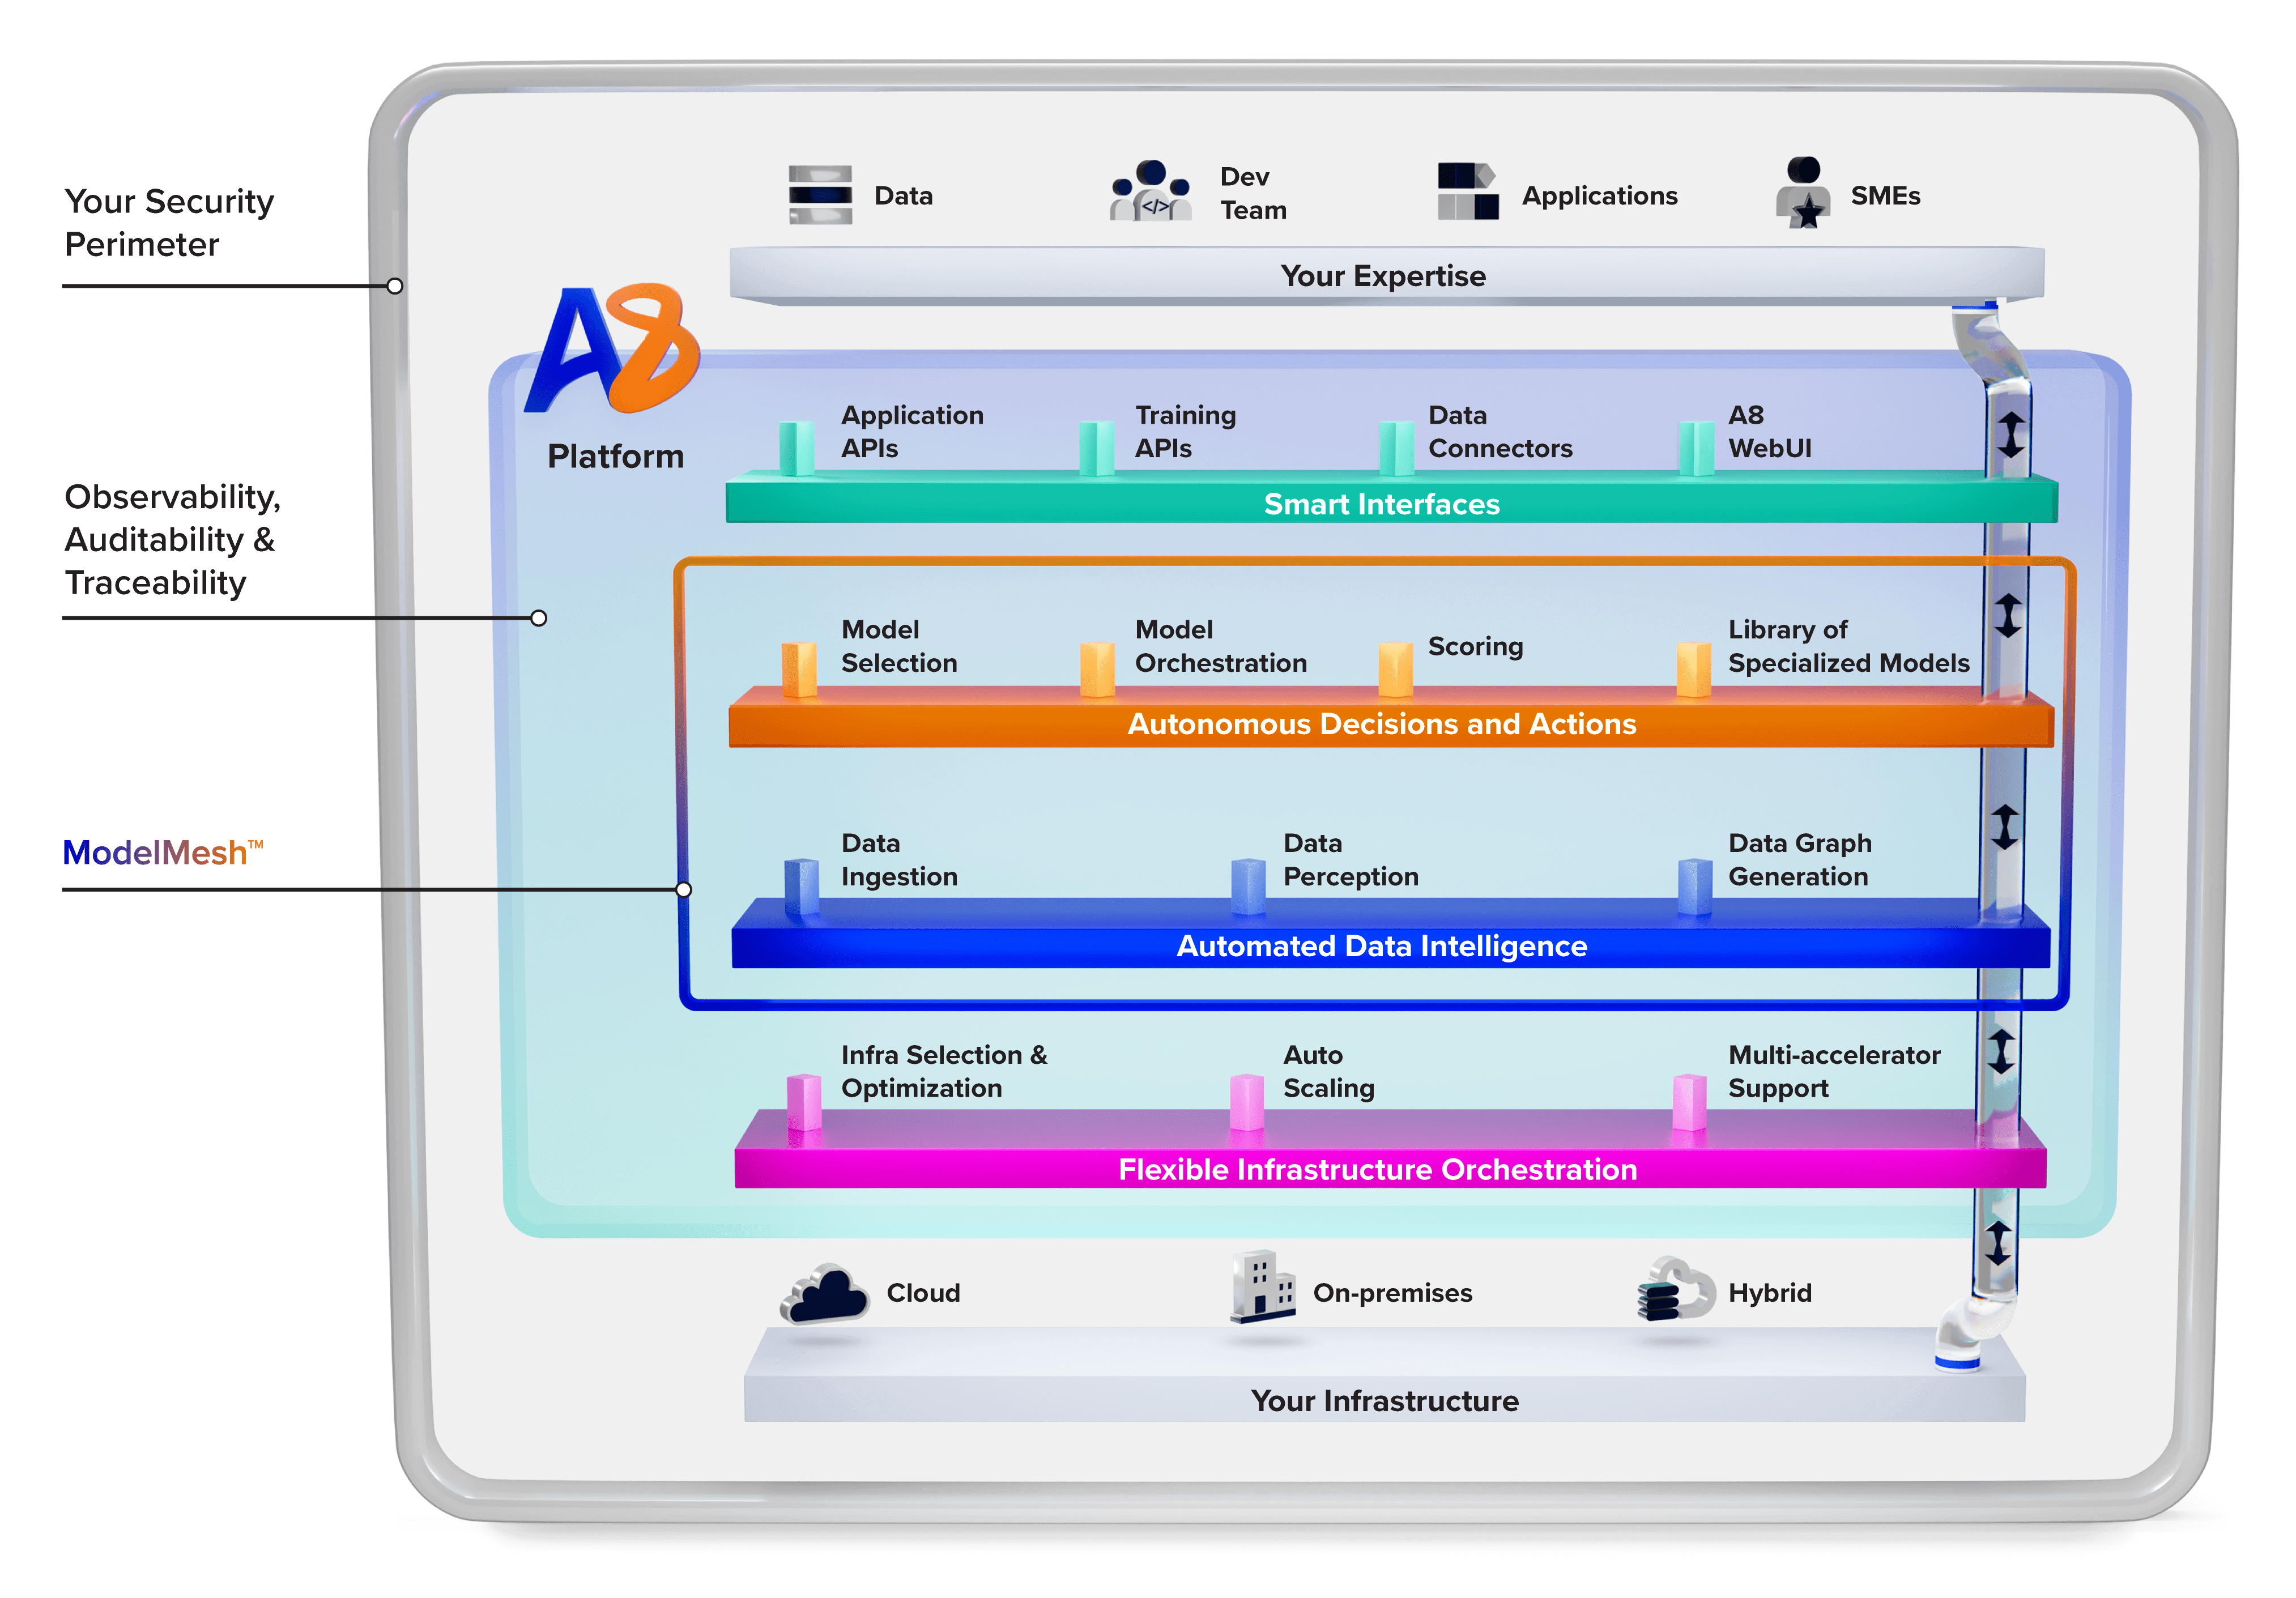 Your Security
Perimeter
Observability,
Auditability &
Traceability
ModelMesh™
Data
Dev
Team
Applications
SMEs
Your Expertise
A8
Platform
Application
APIs
Training
APIs
Data
Connectors
A8
WebUI
Smart Interfaces
Model
Selection
Model
Orchestration
Scoring
Library of
Specialized Models
Autonomous Decisions and Actions
Data
Ingestion
Data
Perception
Data Graph
Generation
Automated Data Intelligence
Infra Selection &
Optimization
Auto
Scaling
Multi-accelerator
Support
Flexible Infrastructure Orchestration
Cloud
On-premises
Hybrid
Your Infrastructure